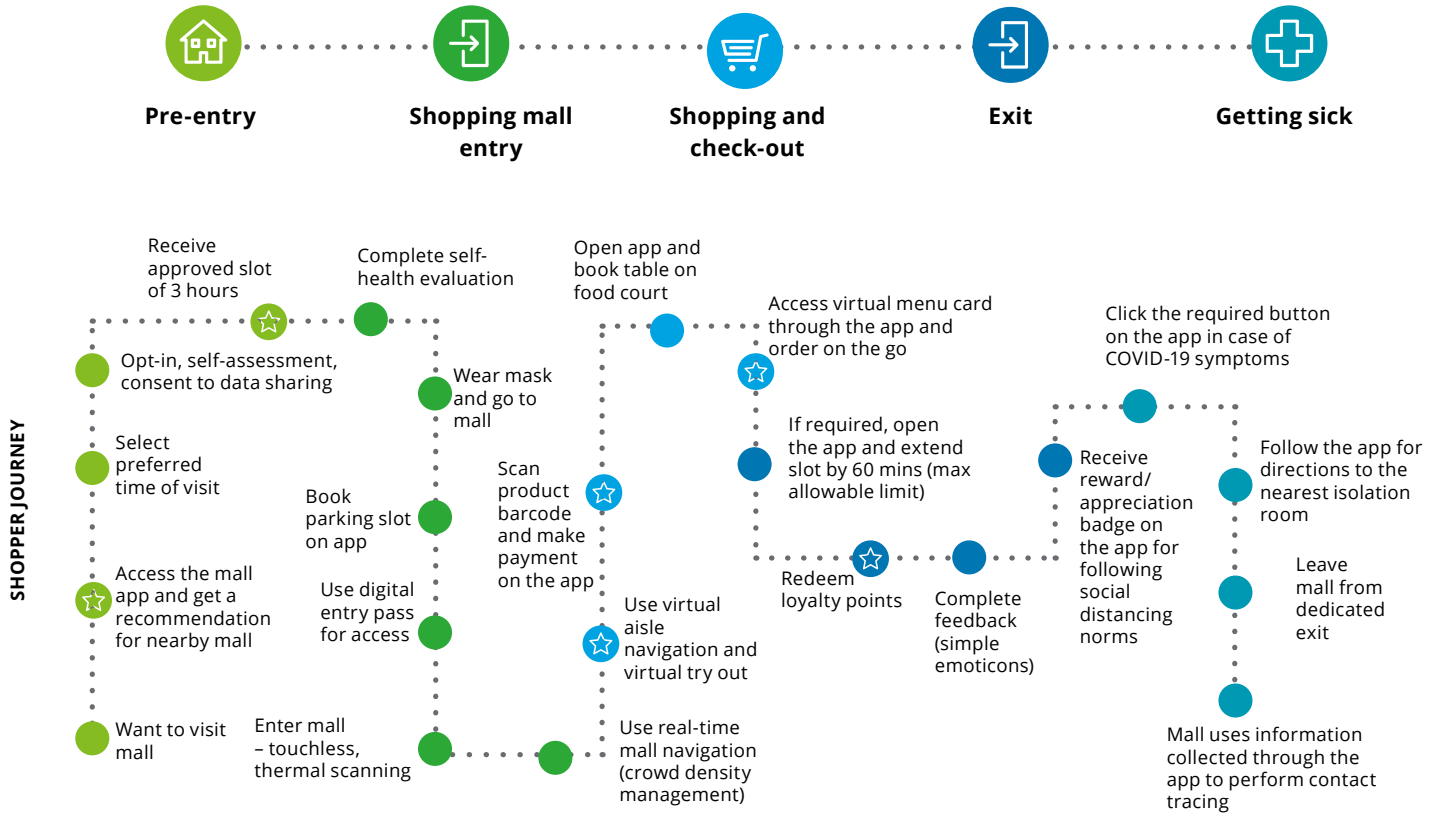 Pre-entry
Shopping mall
entry
Shopping and
check-out
Exit
Getting sick
SHOPPER JOURNEY
Want to visit
mall
Access the mall
app and get a
recommendation
for nearby mall
Select
preferred
time of visit
Opt-in, self-assessment,
consent to data sharing
Receive
approved slot
of 3 hours
Complete self-
health evaluation
Wear mask
and go to
mall
Book
parking slot
on app
Use digital
entry pass
for access
Enter mall
– touchless,
thermal scanning
Use real-time
mall navigation
(crowd density
management)
Use virtual
aisle
navigation and
virtual try out
Scan
product
barcode
and make
payment
on the app
Open app and
book table on
food court
Access virtual menu card
through the app and
order on the go
If required, open
the app and extend
slot by 60 mins (max
allowable limit)
Redeem
loyalty points
Complete
feedback
(simple
emoticons)
Receive
reward/
appreciation
badge on
the app for
following
social
distancing
norms
Click the required button
on the app in case of
COVID-19 symptoms
Follow the app for
directions to the
nearest isolation
room
Leave
mall from
dedicated
exit
Mall uses information
collected through the
app to perform contact
tracing